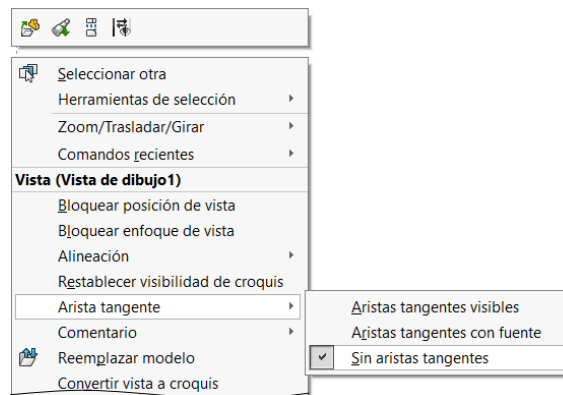 Seleccionar otra
Herramientas de selección
Zoom/Trasladar/Girar
Comandos recientes
Vista (Vista de dibujo1)
Bloquear posición de vista
Bloquear enfoque de vista
Alineación
Restablecer visibilidad de croquis
Arista tangente
Comentario
Reemplazar modelo
Convertir vista a croquis
Aristas tangentes visibles
Aristas tangentes con fuente
Sin aristas tangentes